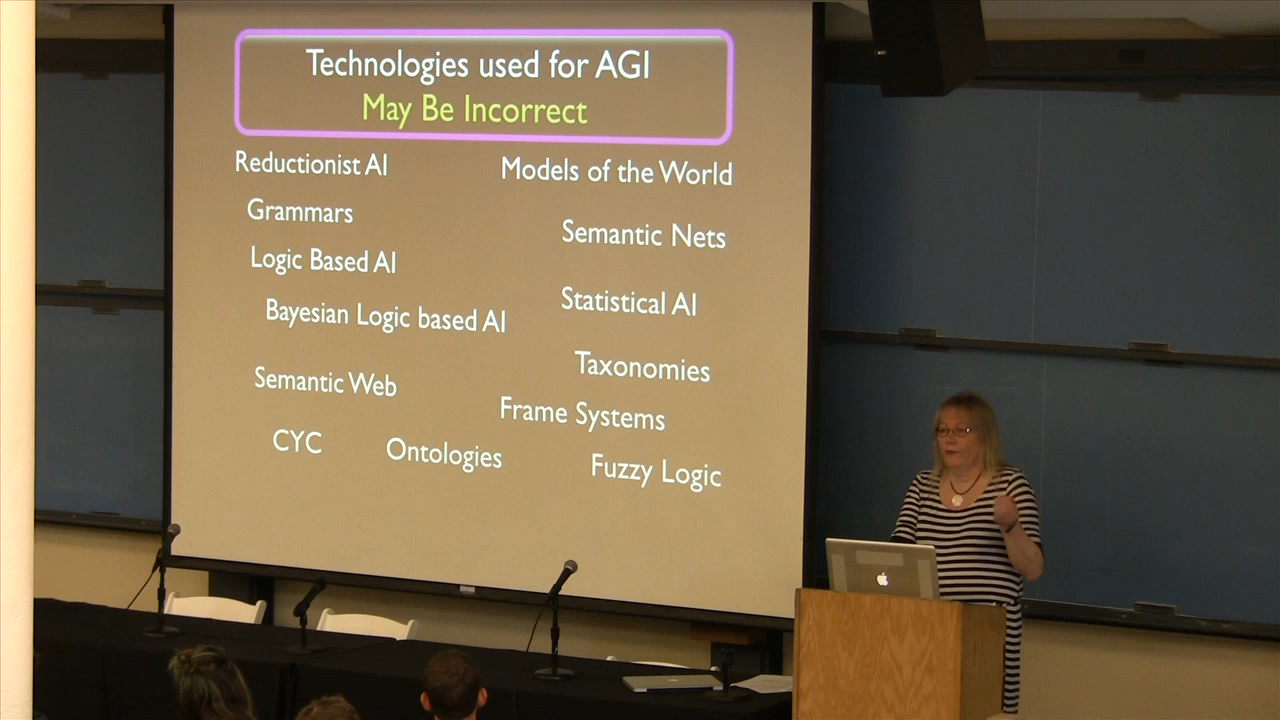 Technologies used for AGI
May Be Incorrect
Reductionist AI
Models of the World
Grammars
Semantic Nets
Logic Based AI
Statistical AI
Bayesian Logic based AI
Taxonomies
Semantic Web
Frame Systems
CYC
Ontologies
Fuzzy Logic